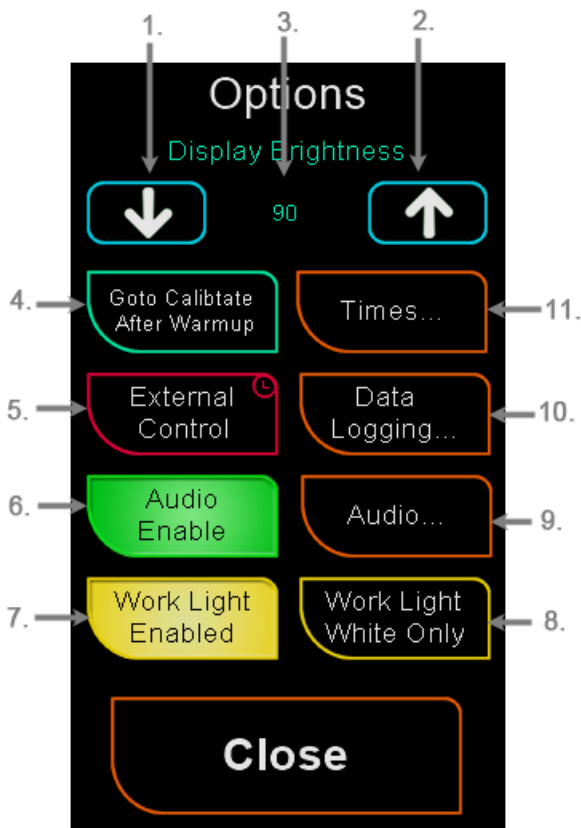 1.
3.
2.
Options
Display Brightness
90
4.
Goto Calibtate
After Warmup
Times...
11.
5.
External
Control
Data
Logging...
10.
6.
Audio
Enable
Audio...
9.
7.
Work Light
Enabled
Work Light
White Only
8.
Close